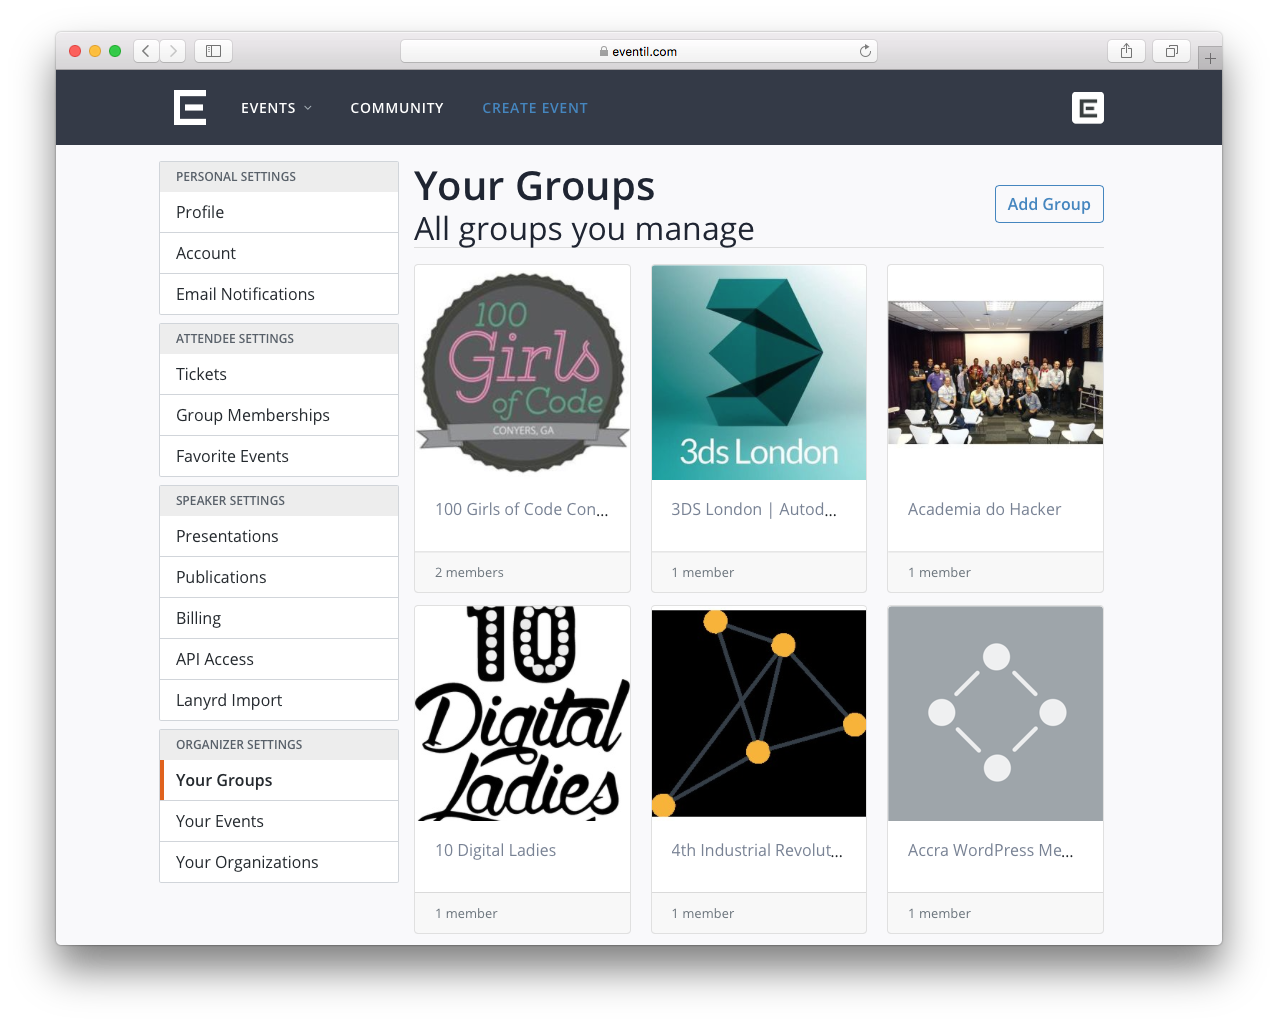 eventil.com
E
EVENTS
COMMUNITY
CREATE EVENT
E
PERSONAL SETTINGS
Profile
Account
Email Notifications
ATTENDEE SETTINGS
Tickets
Group Memberships
Favorite Events
SPEAKER SETTINGS
Presentations
Publications
Billing
API Access
Lanyrd Import
ORGANIZER SETTINGS
Your Groups
Your Events
Your Organizations
Your Groups
All groups you manage
Add Group
100
Girls
of Code
CONYERS, GA
100 Girls of Code Con...
2 members
3ds London
3DS London | Autod...
1 member
Academia do Hacker
1 member
10
Digital
Ladies
10 Digital Ladies
1 member
4th Industrial Revolut...
1 member
Accra WordPress Me...
1 member